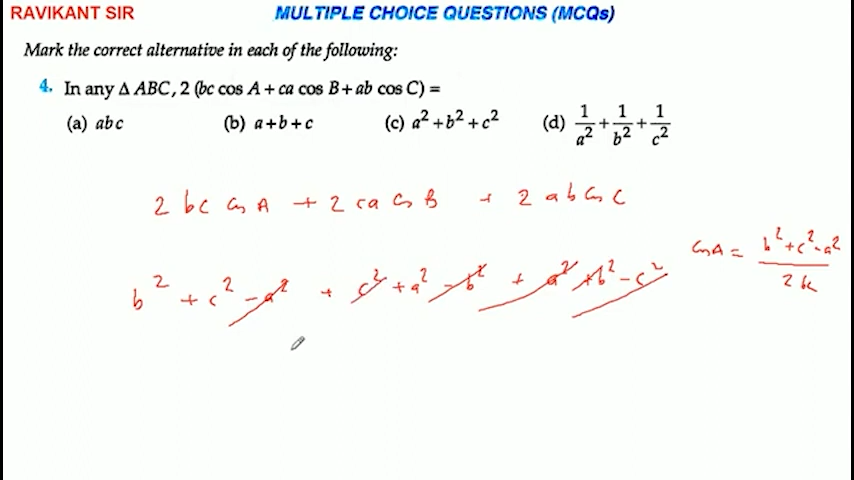 RAVIKANT SIR
MULTIPLE CHOICE QUESTIONS (MCQs)
Mark the correct alternative in each of the following:
4. In any Δ ABC, 2 (bc cos A + ca cos B + ab cos C) =
(a) abc (b) a + b + c (c) a² + b² + c² (d) 1/a² + 1/b² + 1/c²
2 bc cos A + 2 ca cos B + 2 ab cos C
cos A = (b² + c² - a²)/2bc
b² + c² - a² + c² + a² - b² + a² + b² - c²